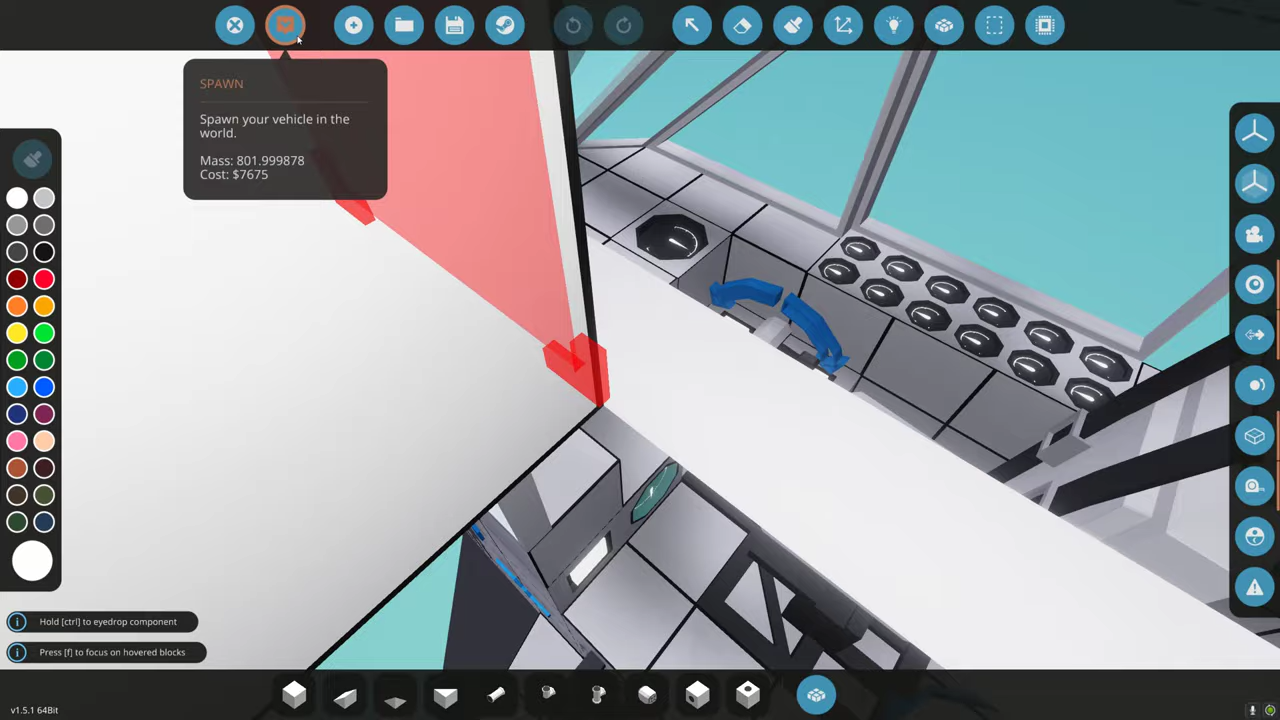 SPAWN
Spawn your vehicle in the
world.
Mass: 801.999878
Cost: $7675
Hold [ctrl] to eyedrop component
Press [f] to focus on hovered blocks
v1.5.1 64Bit